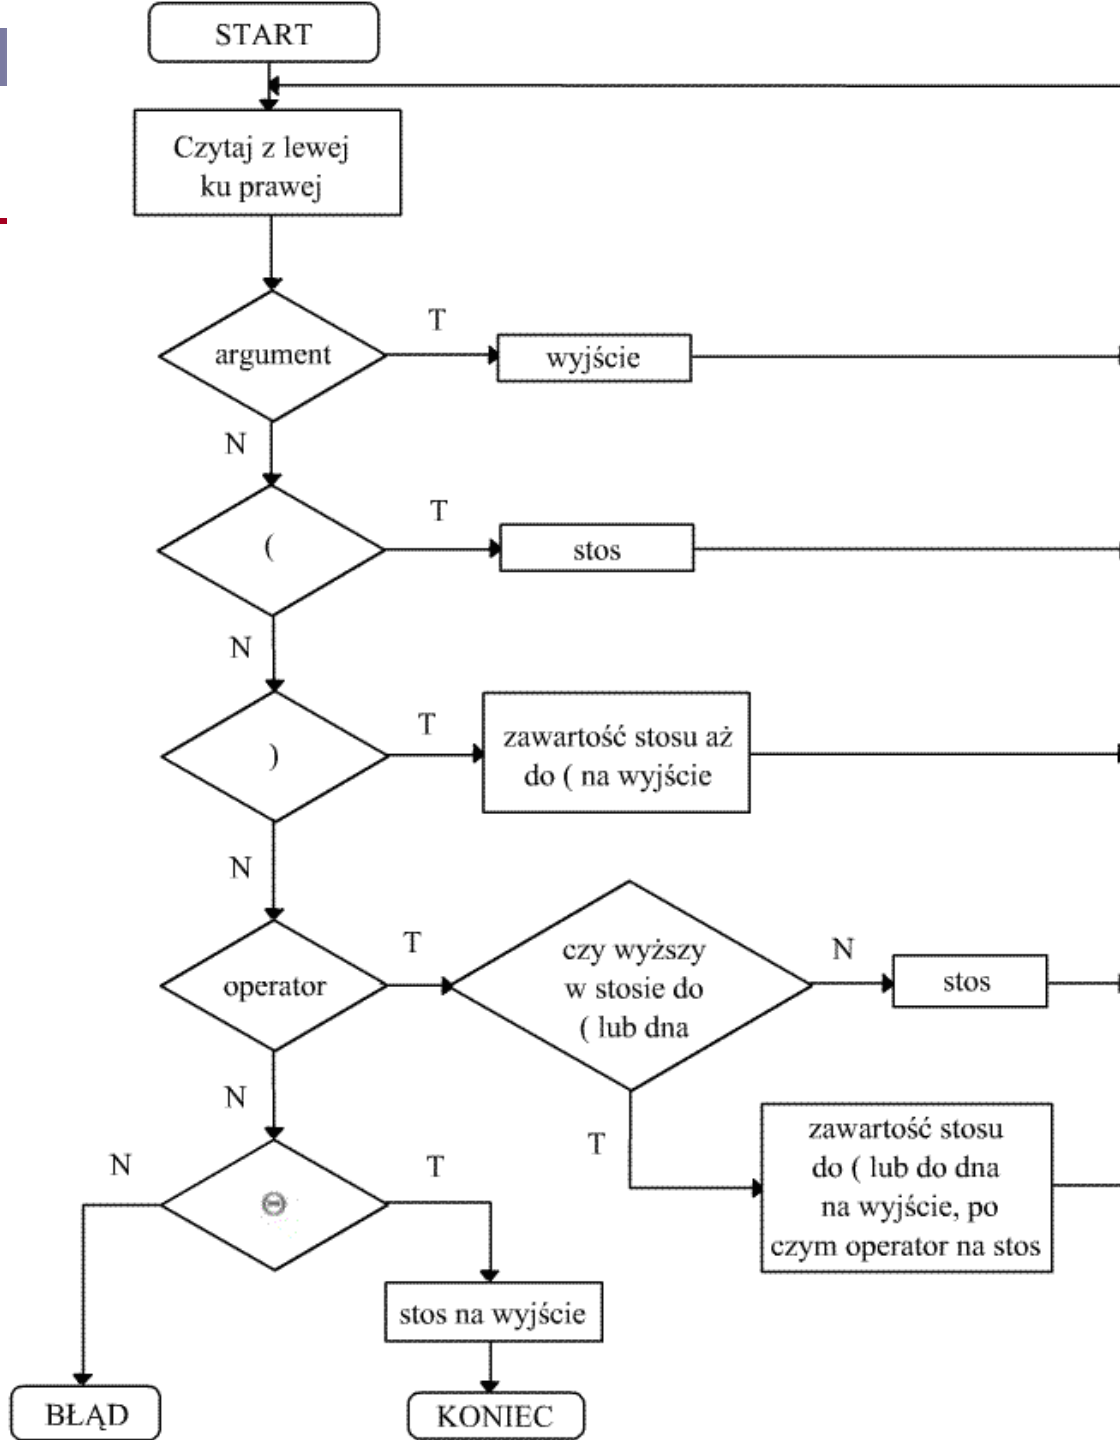 START
Czytaj z lewej
ku prawej
argument
T
wyjście
N
(
T
stos
N
)
T
zawartość stosu aż
do ( na wyjście
N
operator
T
czy wyższy
w stosie do
( lub dna
N
stos
T
zawartość stosu
do ( lub do dna
na wyjście, po
czym operator na stos
N
N
T
stos na wyjście
BŁĄD
KONIEC